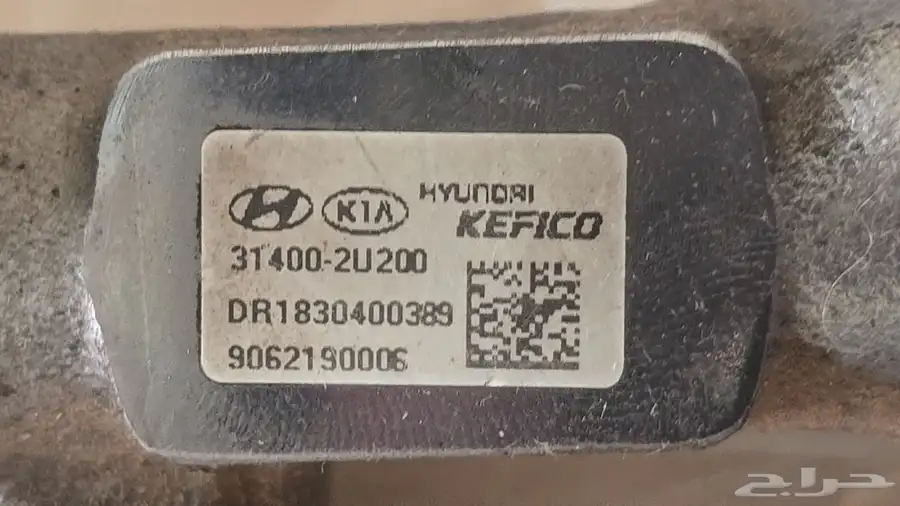 KIA HYUNDAI
KEFICO
31400-2U200
DR1830400389
9062190006
حراج